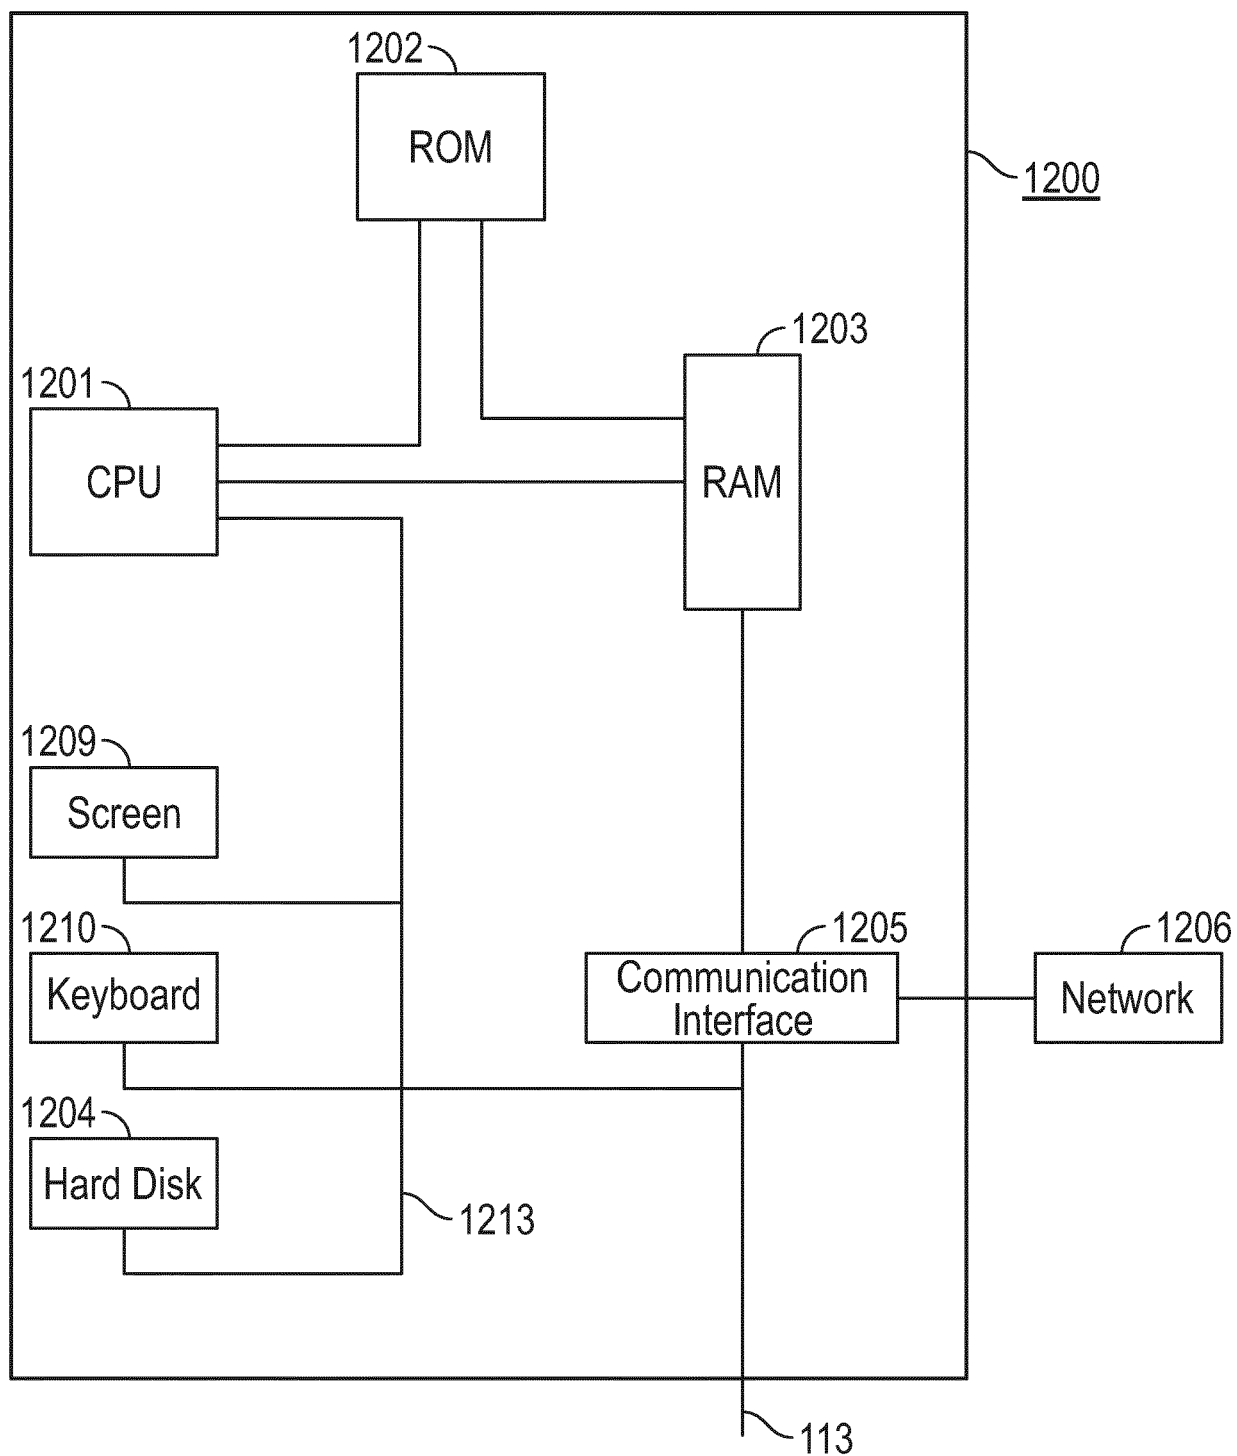 1202
ROM
1200
1203
RAM
1201
CPU
1209
Screen
1210
Keyboard
1205
Communication
Interface
1206
Network
1204
Hard Disk
1213
113